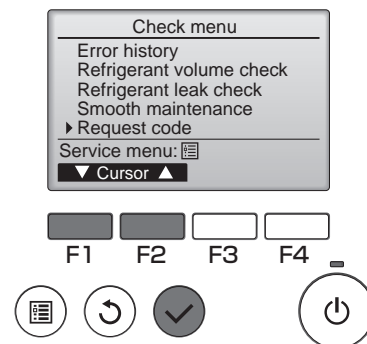 Check menu
Error history
Refrigerant volume check
Refrigerant leak check
Smooth maintenance
Request code
Service menu:
Cursor
F1 F2 F3 F4